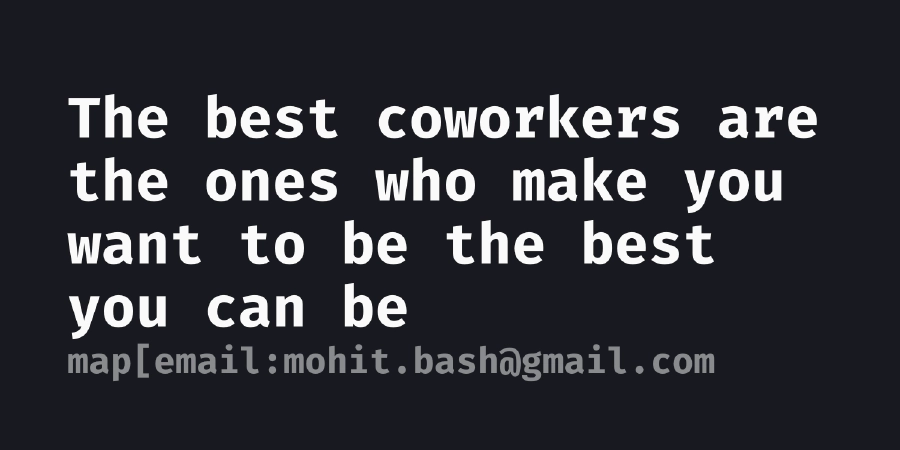 The best coworkers are
the ones who make you
want to be the best
you can be
map[email:mohit.bash@gmail.com